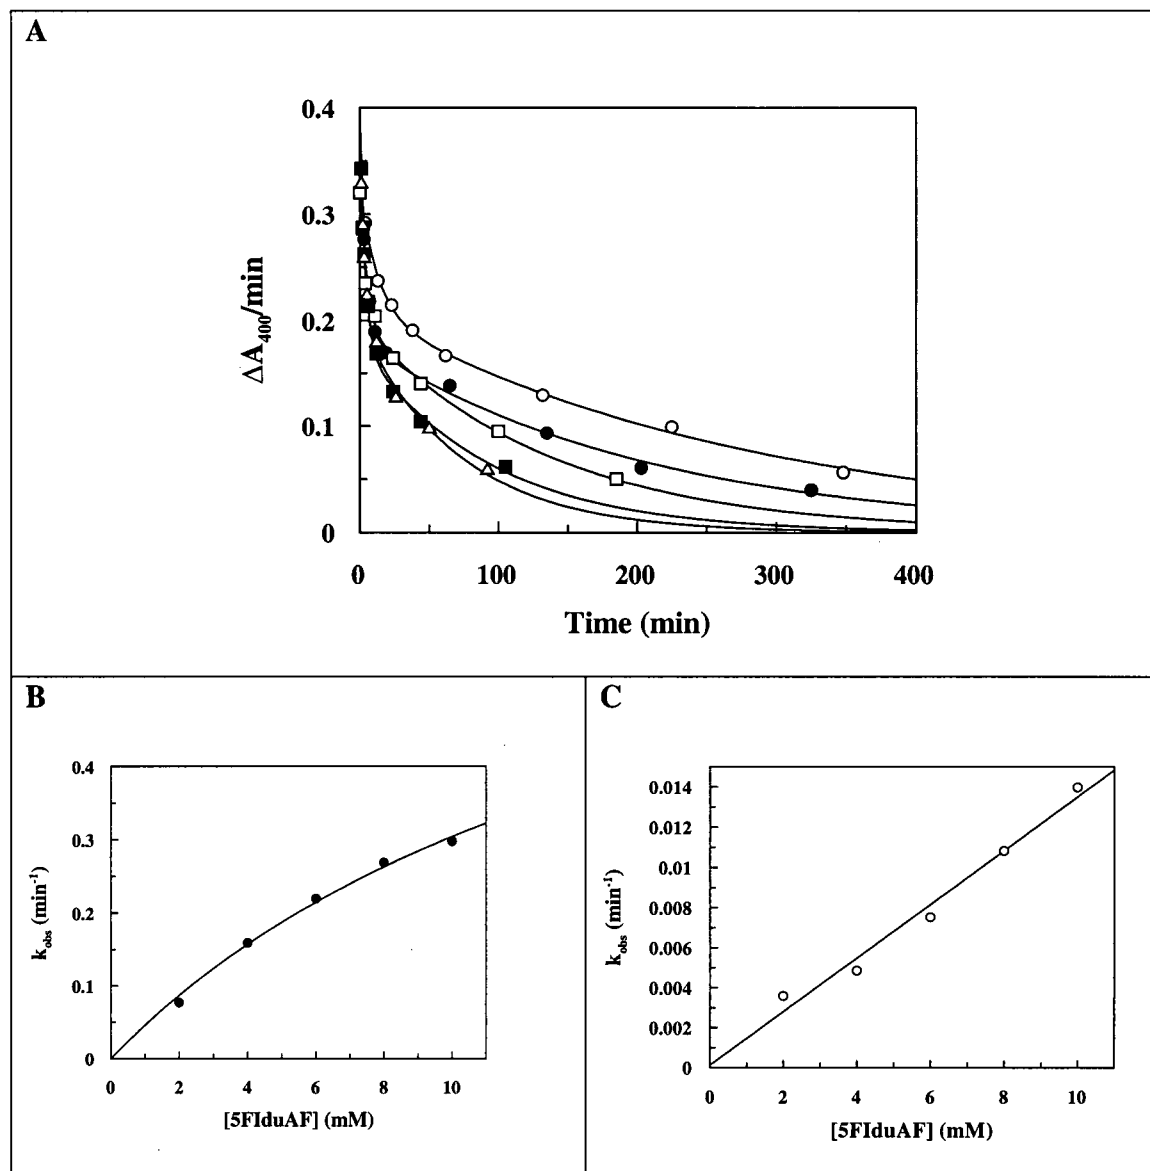 A
0.4
0.3
0.2
0.1
0
ΔA₄₀₀/min
0 100 200 300 400
Time (min)
B
0.4
0.3
0.2
0.1
0
kobs (min⁻¹)
0 2 4 6 8 10
[5FIduAF] (mM)
C
0.014
0.012
0.01
0.008
0.006
0.004
0.002
0
kobs (min⁻¹)
0 2 4 6 8 10
[5FIduAF] (mM)